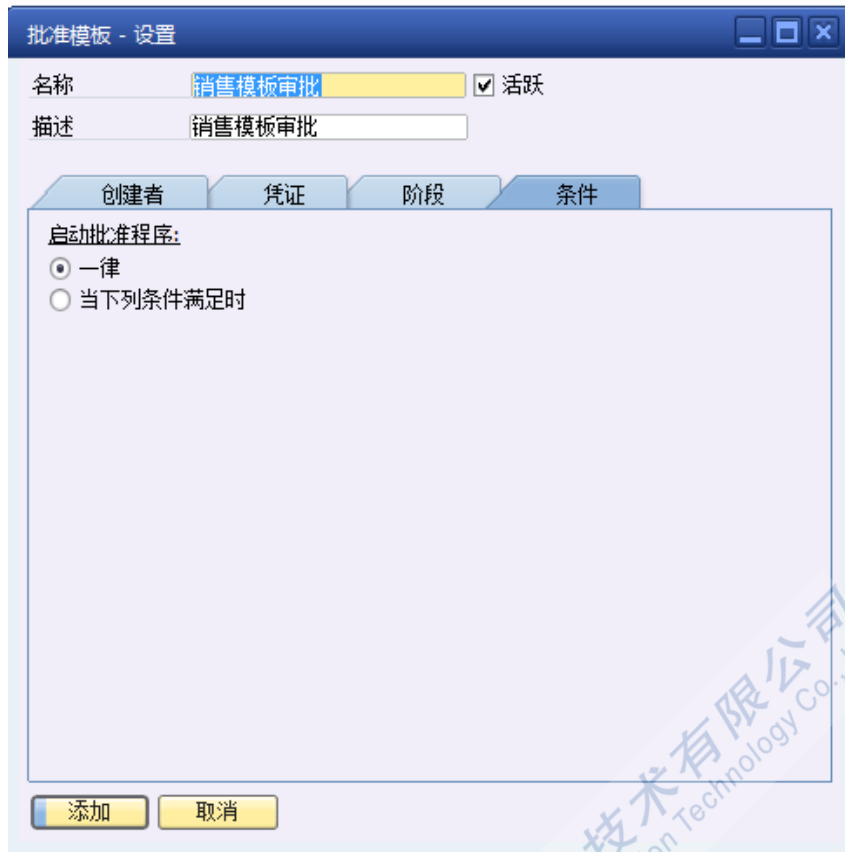 批准模板 - 设置
名称 销售模板审批 活跃
描述 销售模板审批
创建者 凭证 阶段 条件
启动批准程序:
一律
当下列条件满足时
添加 取消
技术有限公司
Technology Co.,